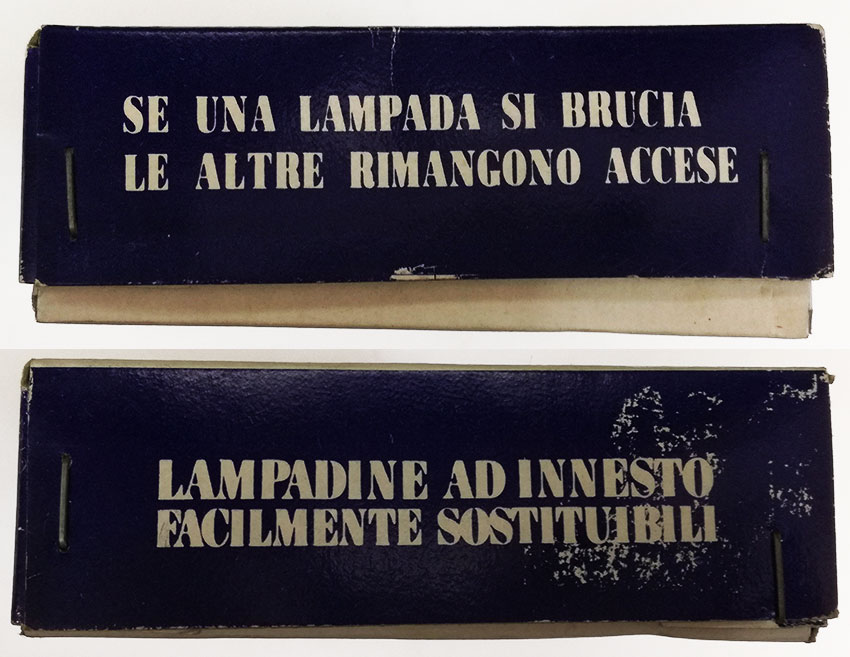 SE UNA LAMPADA SI BRUCIA
LE ALTRE RIMANGONO ACCESE
LAMPADINE AD INNESTO
FACILMENTE SOSTITUIBILI